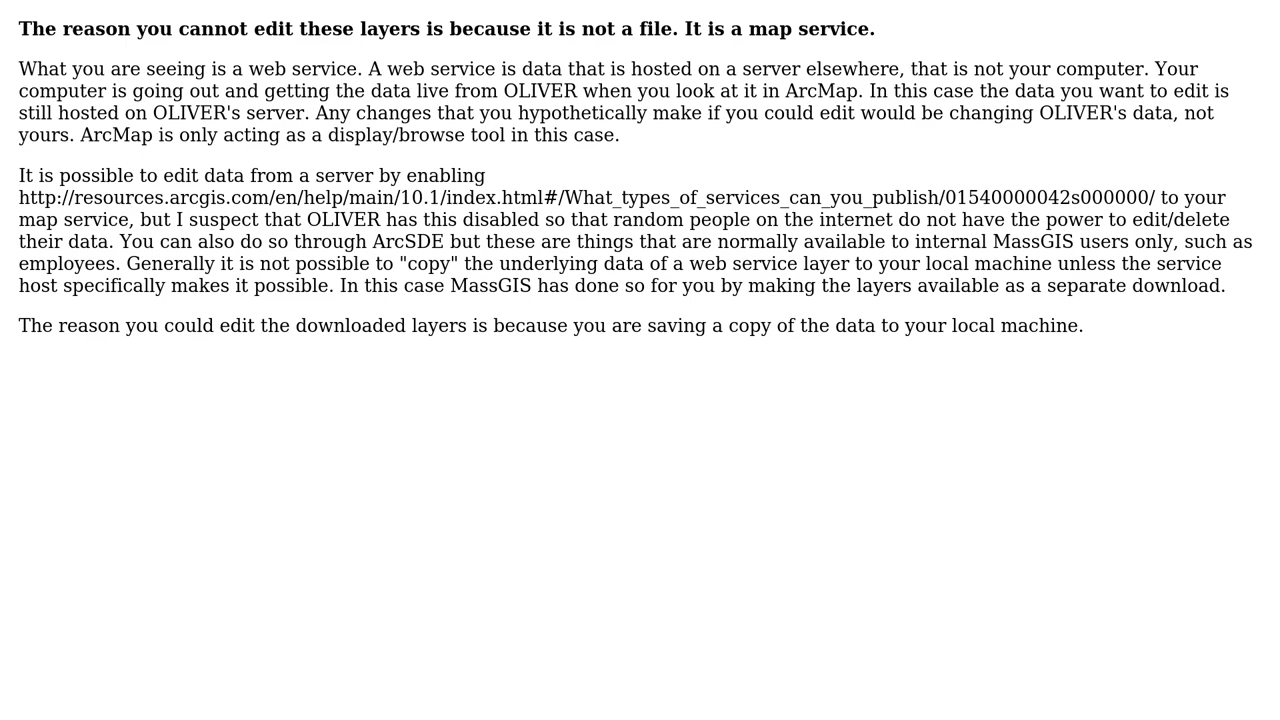 The reason you cannot edit these layers is because it is not a file. It is a map service.
What you are seeing is a web service. A web service is data that is hosted on a server elsewhere, that is not your computer. Your
computer is going out and getting the data live from OLIVER when you look at it in ArcMap. In this case the data you want to edit is
still hosted on OLIVER's server. Any changes that you hypothetically make if you could edit would be changing OLIVER's data, not
yours. ArcMap is only acting as a display/browse tool in this case.
It is possible to edit data from a server by enabling
http://resources.arcgis.com/en/help/main/10.1/index.html#/What_types_of_services_can_you_publish/01540000042s000000/ to your
map service, but I suspect that OLIVER has this disabled so that random people on the internet do not have the power to edit/delete
their data. You can also do so through ArcSDE but these are things that are normally available to internal MassGIS users only, such as
employees. Generally it is not possible to "copy" the underlying data of a web service layer to your local machine unless the service
host specifically makes it possible. In this case MassGIS has done so for you by making the layers available as a separate download.
The reason you could edit the downloaded layers is because you are saving a copy of the data to your local machine.